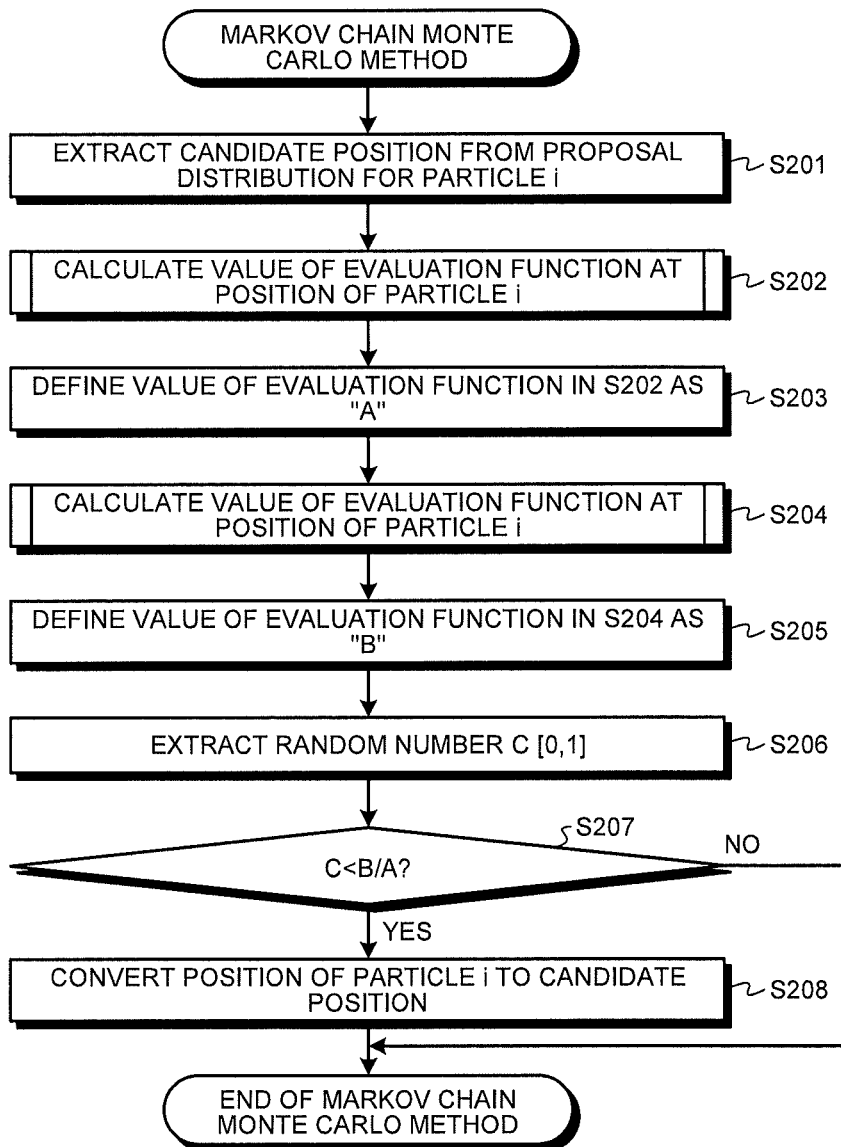 MARKOV CHAIN MONTE
CARLO METHOD
EXTRACT CANDIDATE POSITION FROM PROPOSAL
DISTRIBUTION FOR PARTICLE i
S201
CALCULATE VALUE OF EVALUATION FUNCTION AT
POSITION OF PARTICLE i
S202
DEFINE VALUE OF EVALUATION FUNCTION IN S202 AS
"A"
S203
CALCULATE VALUE OF EVALUATION FUNCTION AT
POSITION OF PARTICLE i
S204
DEFINE VALUE OF EVALUATION FUNCTION IN S204 AS
"B"
S205
EXTRACT RANDOM NUMBER C [0,1]
S206
S207
NO
C<B/A?
YES
CONVERT POSITION OF PARTICLE i TO CANDIDATE
POSITION
S208
END OF MARKOV CHAIN
MONTE CARLO METHOD